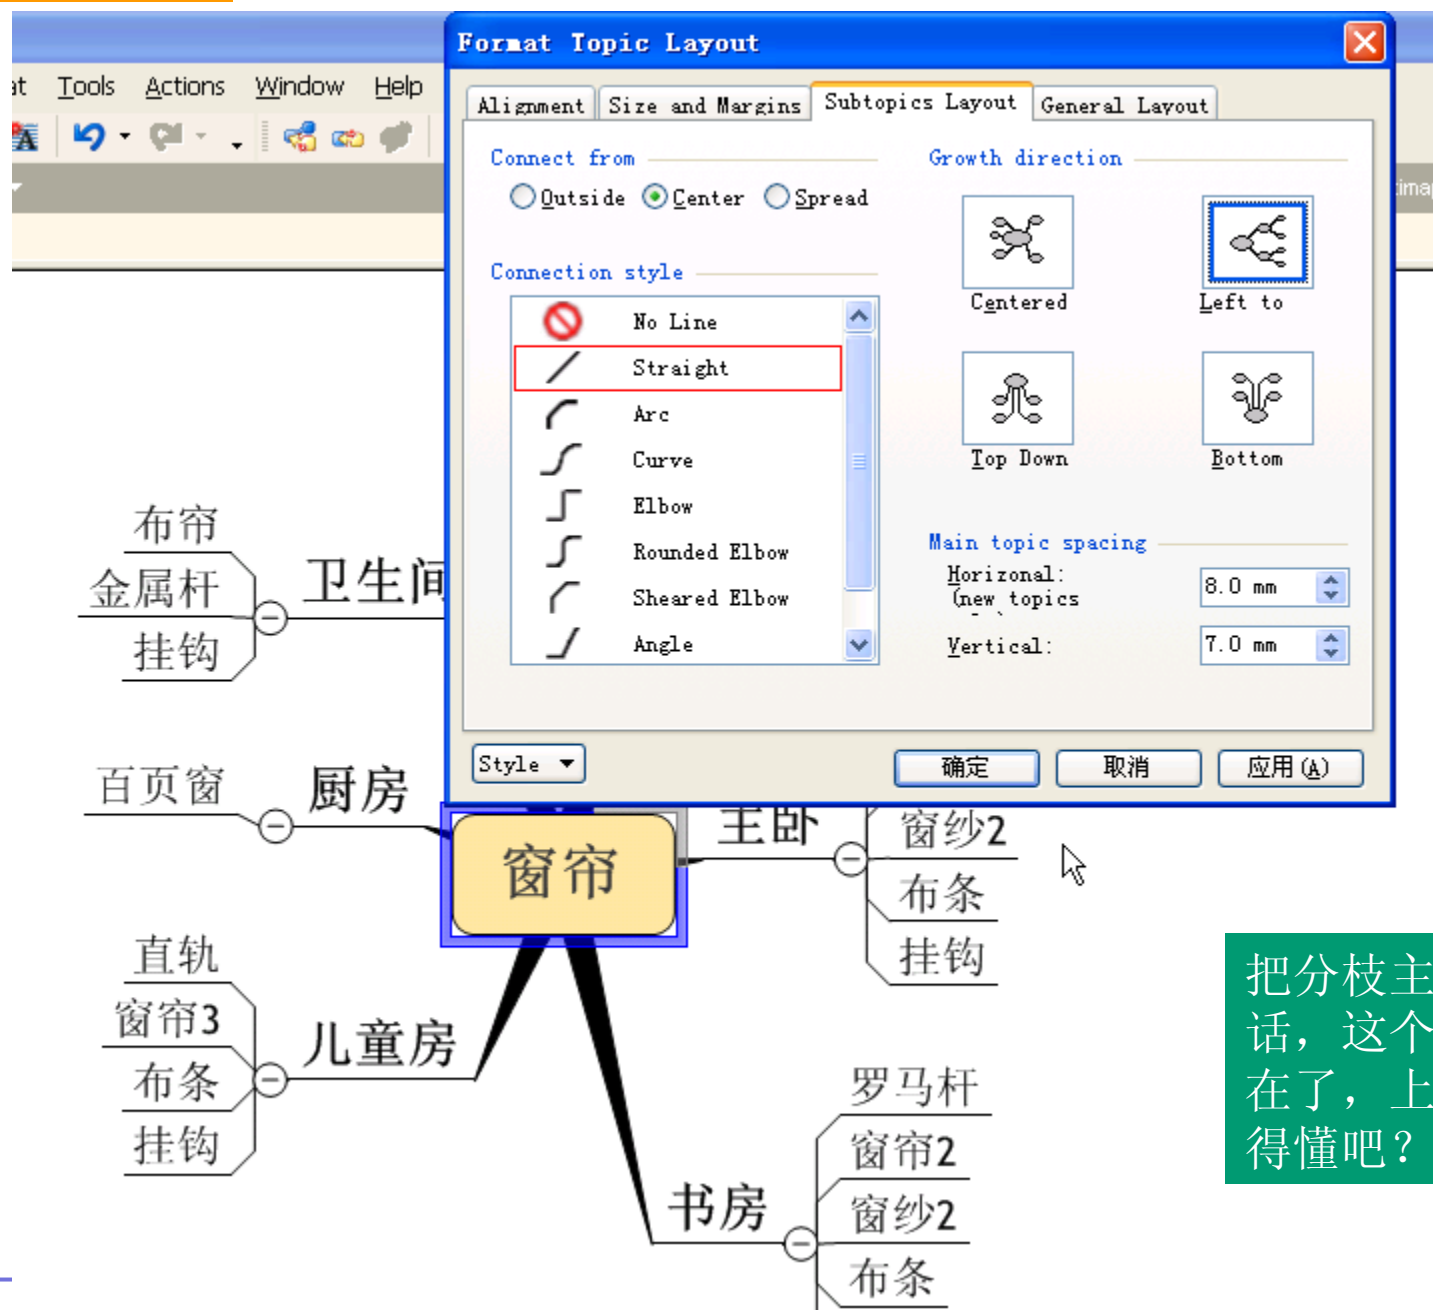 Format Topic Layout
Tools Actions Window Help
Alignment Size and Margins Subtopics Layout General Layout
Connect from
Outside Center Spread
Growth direction
Centered
Left to
Top Down
Bottom
Connection style
No Line
Straight
Arc
Curve
Elbow
Rounded Elbow
Sheared Elbow
Angle
Main topic spacing
Horizonal:
(new topics
8.0 mm
Vertical:
7.0 mm
Style
确定
取消
应用(A)
布帘
金属杆
挂钩
卫生间
百页窗
厨房
窗帘
主卧
窗纱2
布条
挂钩
直轨
窗帘3
布条
挂钩
儿童房
书房
罗马杆
窗帘2
窗纱2
布条
把分枝主
话，这个
在了，上
得懂吧？